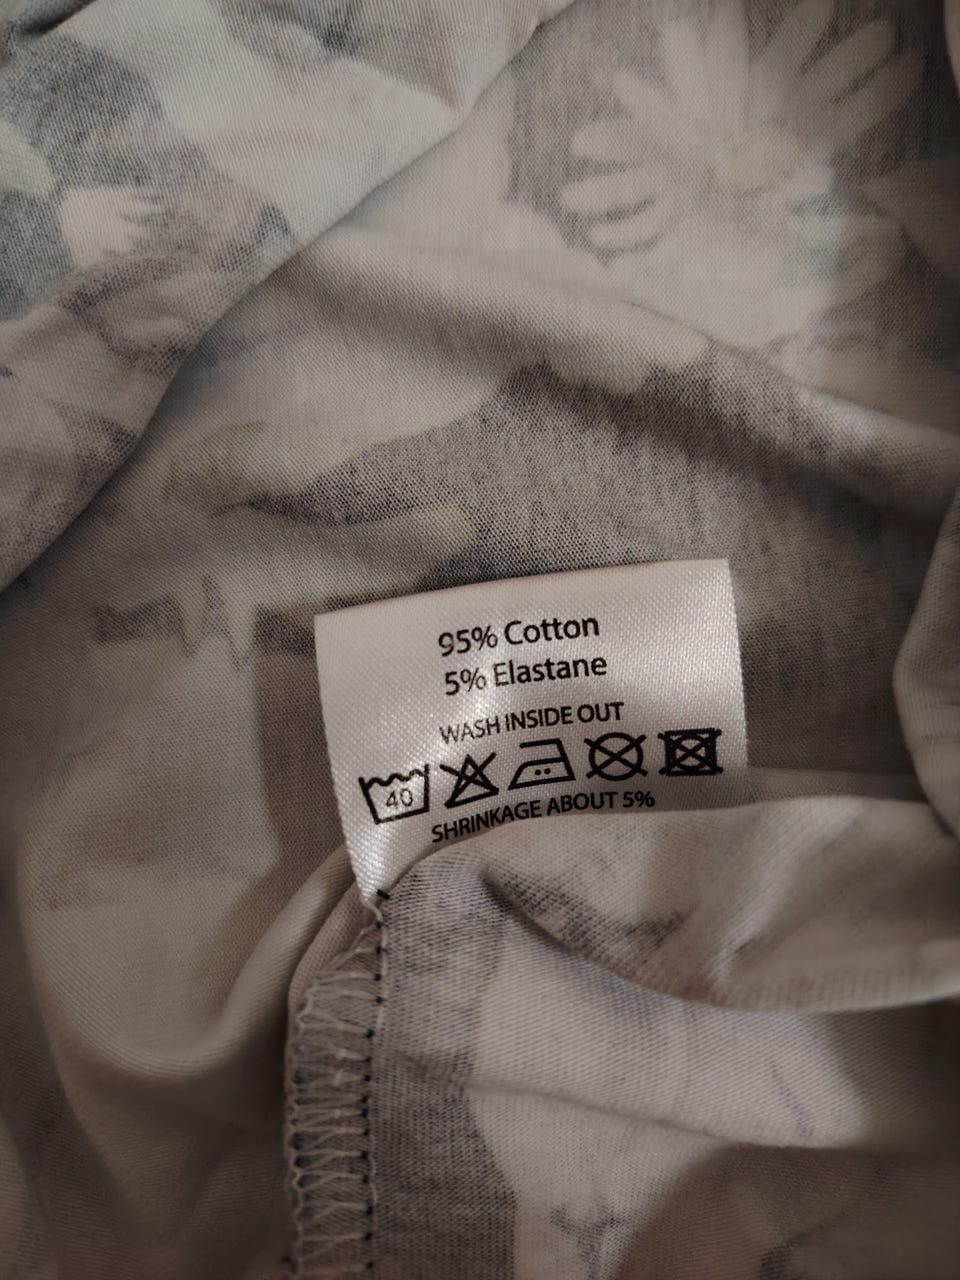 95% Cotton
5% Elastane
WASH INSIDE OUT
40
SHRINKAGE ABOUT 5%